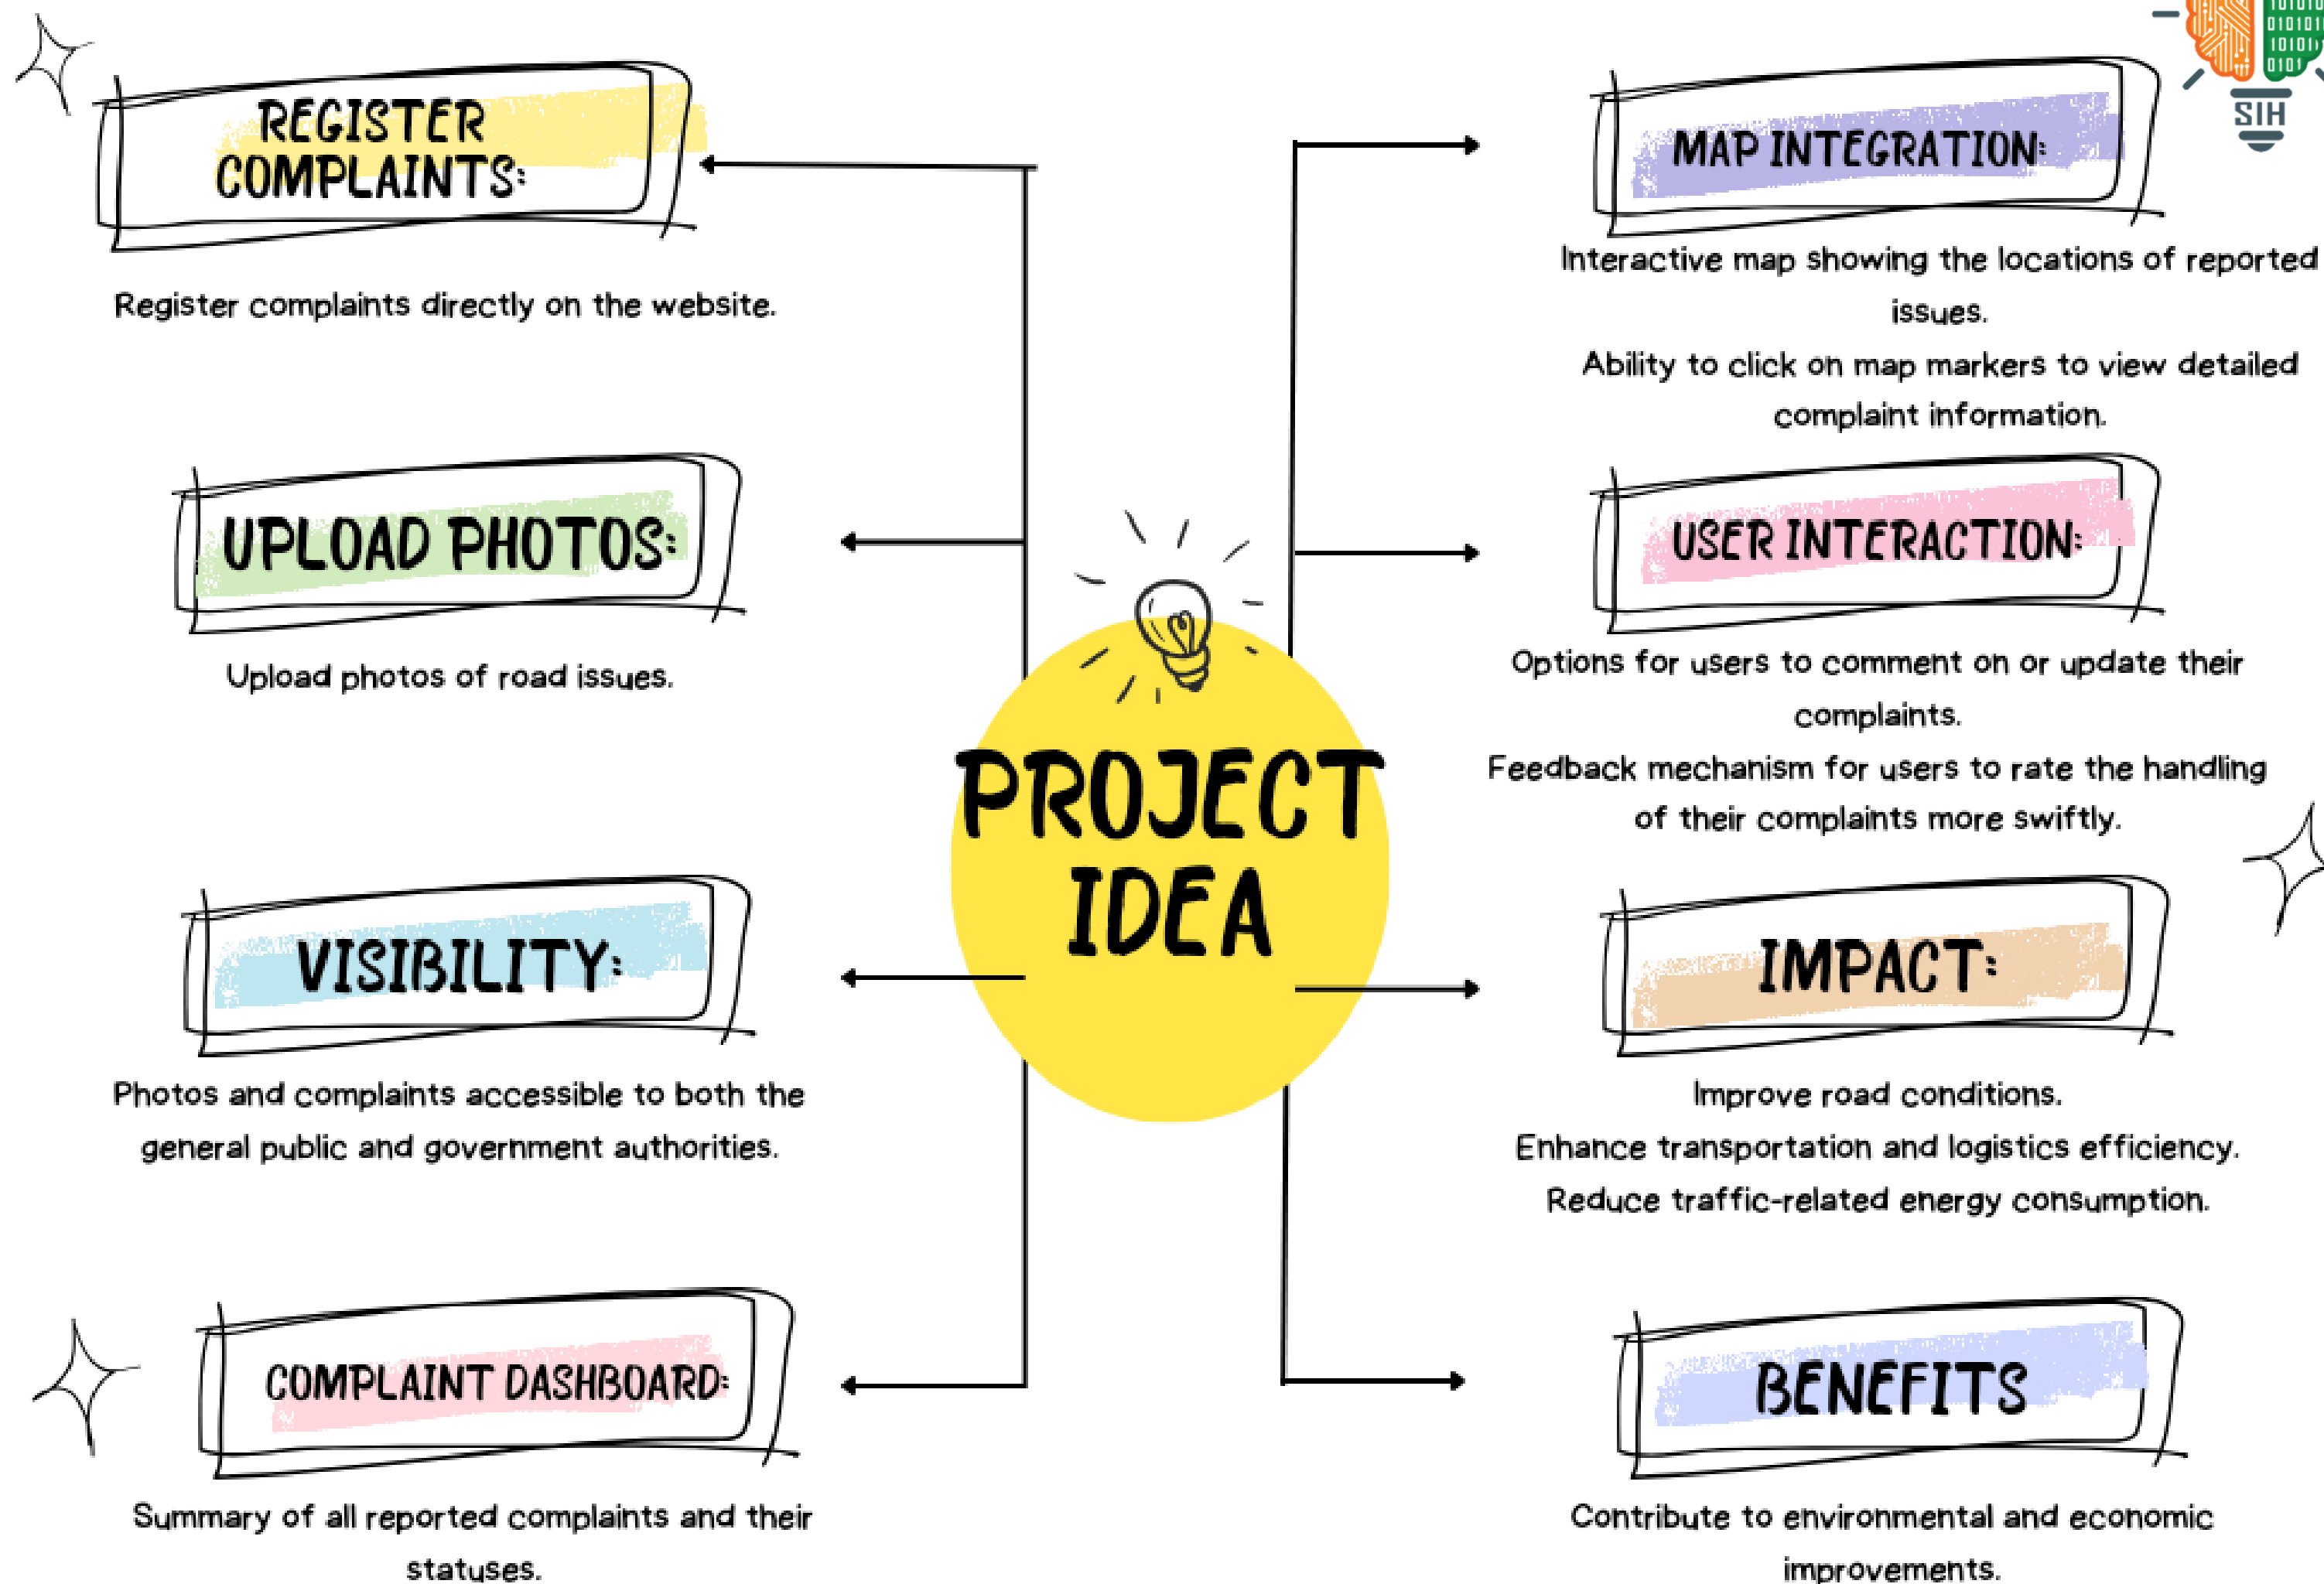 REGISTER
COMPLAINTS:
Register complaints directly on the website.
UPLOAD PHOTOS:
Upload photos of road issues.
VISIBILITY:
Photos and complaints accessible to both the
general public and government authorities.
COMPLAINT DASHBOARD:
Summary of all reported complaints and their
statuses.
PROJECT
IDEA
SIH
MAP INTEGRATION:
Interactive map showing the locations of reported
issues.
Ability to click on map markers to view detailed
complaint information.
USER INTERACTION:
Options for users to comment on or update their
complaints.
Feedback mechanism for users to rate the handling
of their complaints more swiftly.
IMPACT:
Improve road conditions.
Enhance transportation and logistics efficiency.
Reduce traffic-related energy consumption.
BENEFITS
Contribute to environmental and economic
improvements.